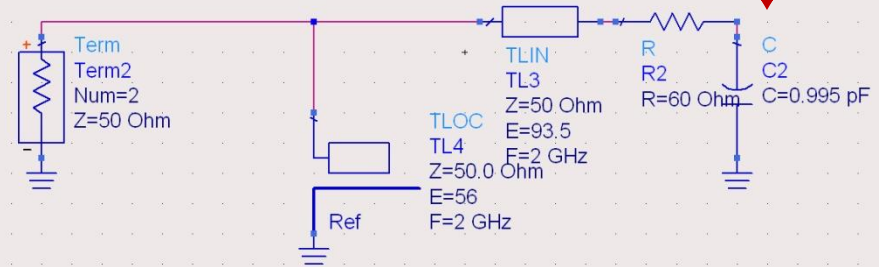 +
Term
Term2
Num=2
Z=50 Ohm
-
TLOC
TL4
Z=50.0 Ohm
E=56
F=2 GHz
Ref
TLIN
TL3
Z=50 Ohm
E=93.5
F=2 GHz
R
R2
R=60 Ohm
C
C2
C=0.995 pF